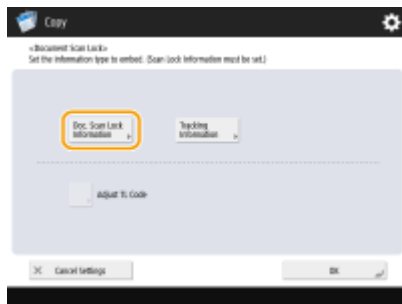 Copy
<Document Scan Lock>
Set the information type to embed. (Scan Lock Information must be set.)
Doc. Scan Lock
Information
Tracking
Information
Adjust TL Code
Cancel Settings
OK